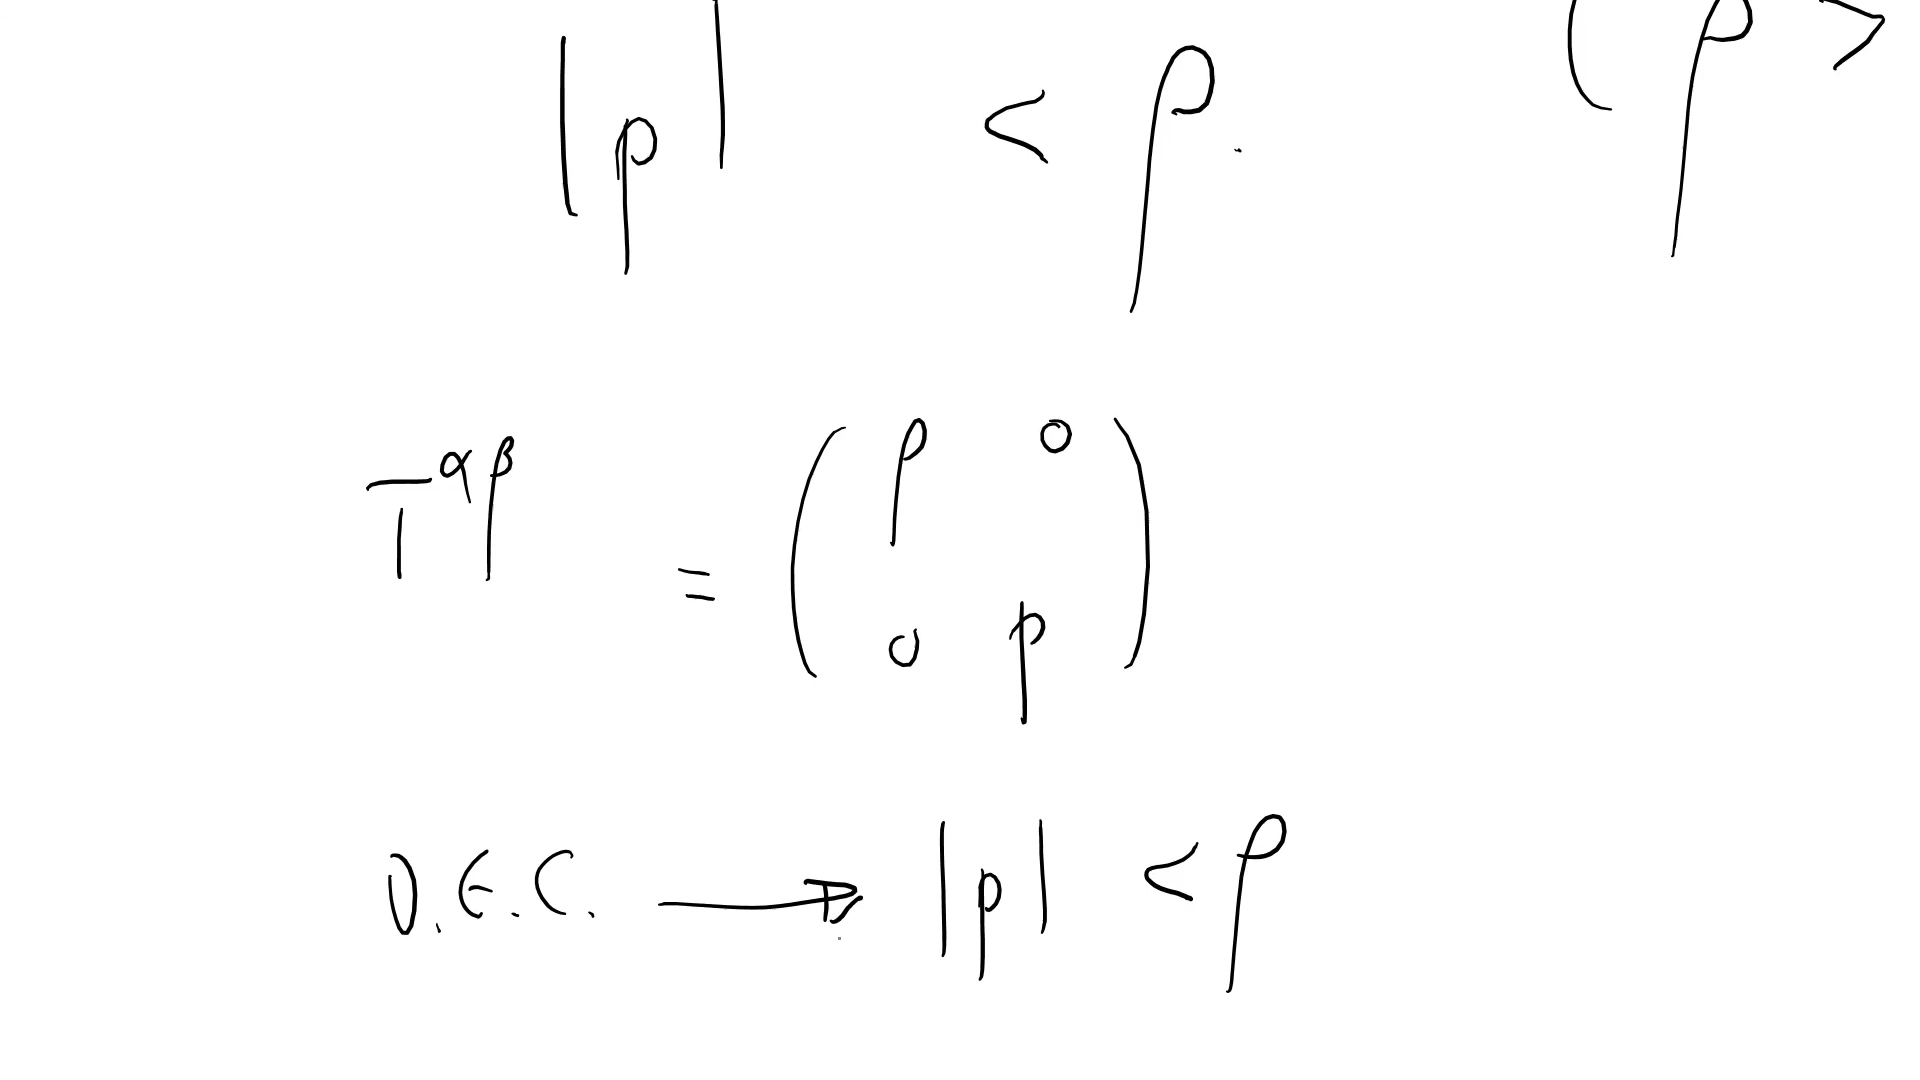 |p| < ρ. (ρ >
T^{αβ} = ( ρ 0
0 p )
D.E.C. → |p| < ρ